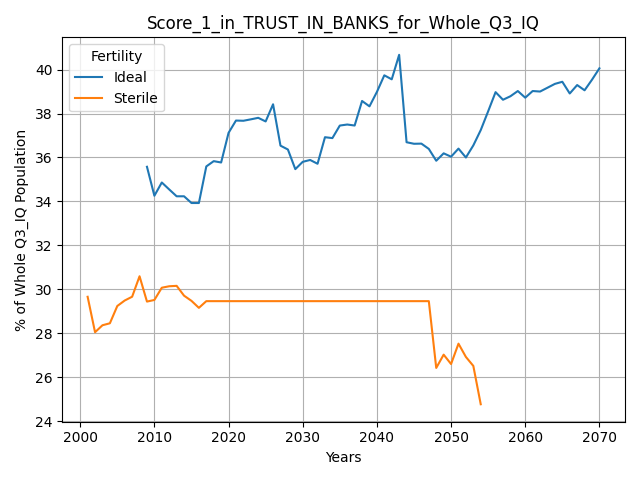 Score_1_in_TRUST_IN_BANKS_for_Whole_Q3_IQ
Fertility
Ideal
Sterile
% of Whole Q3_IQ Population
40
38
36
34
32
30
28
26
24
2000 2010 2020 2030 2040 2050 2060 2070
Years